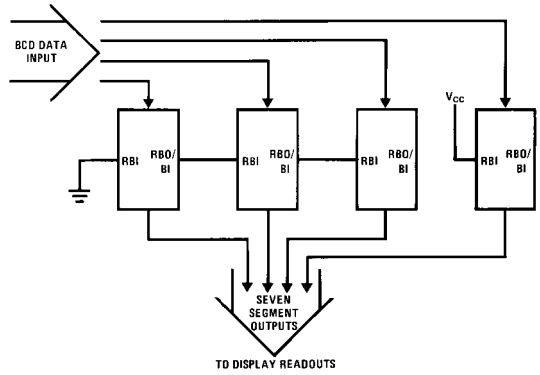 BCD DATA
INPUT
VCC
RBI
RBO/
BI
RBI
RBO/
BI
RBI
RBO/
BI
RBI
RBO/
BI
SEVEN
SEGMENT
OUTPUTS
TO DISPLAY READOUTS